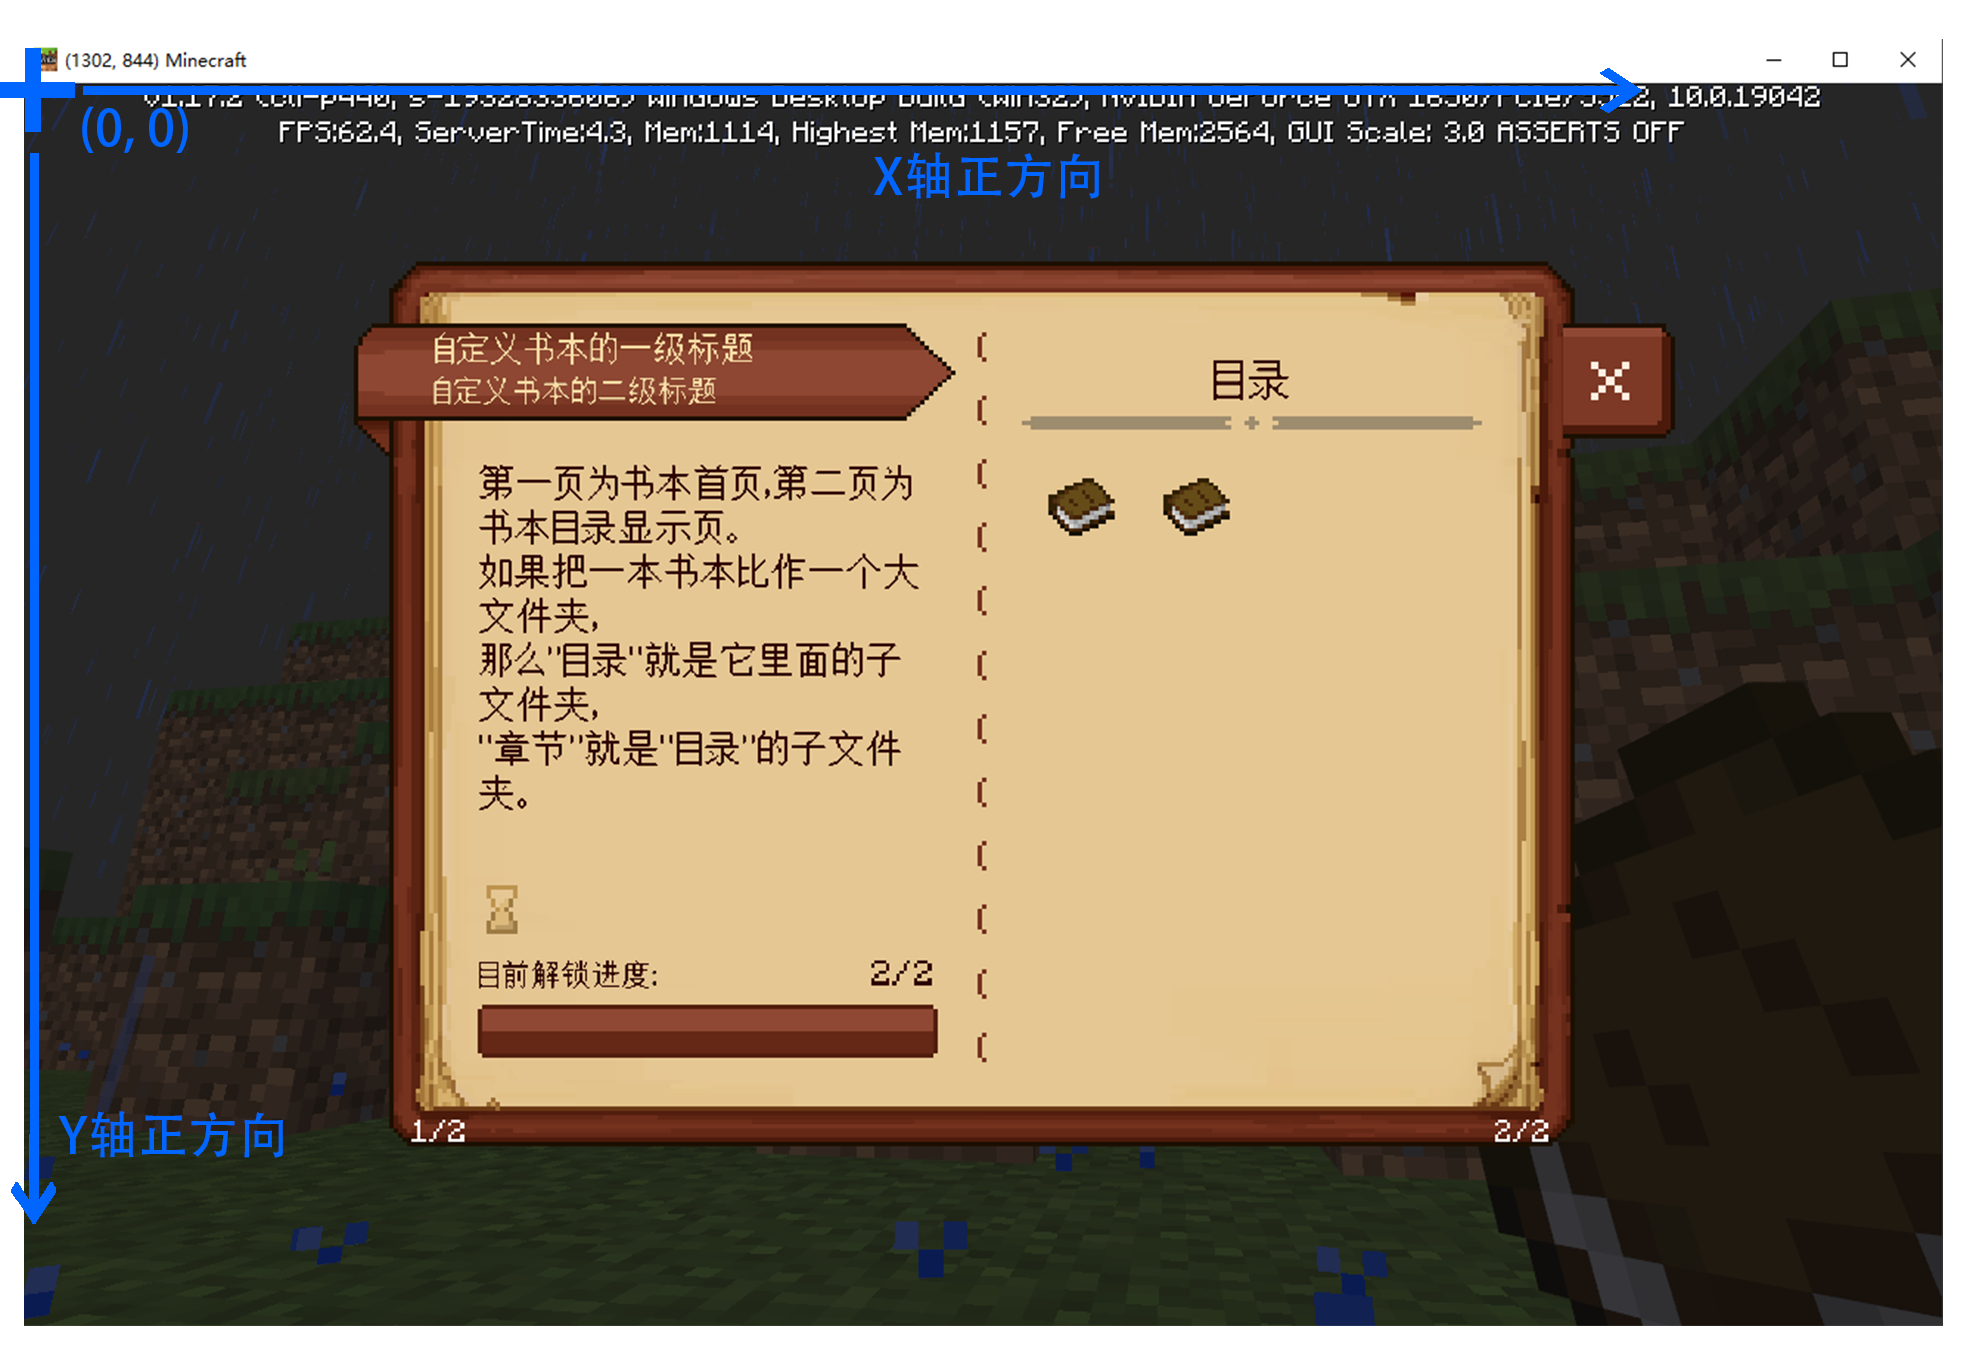 (1302, 844) Minecraft
10.0.19042
(0, 0)
FPS:62.4, ServerTime:4.3, Mem:1114, Highest Mem:1157, Free Mem:2564, GUI Scale: 3.0 ASSERTS OFF
X轴正方向
自定义书本的一级标题
自定义书本的二级标题
第一页为书本首页,第二页为
书本目录显示页。
如果把一本书本比作一个大
文件夹,
那么"目录"就是它里面的子
文件夹,
"章节"就是"目录"的子文件
夹。
目前解锁进度: 2/2
1/2
目录
2/2
Y轴正方向